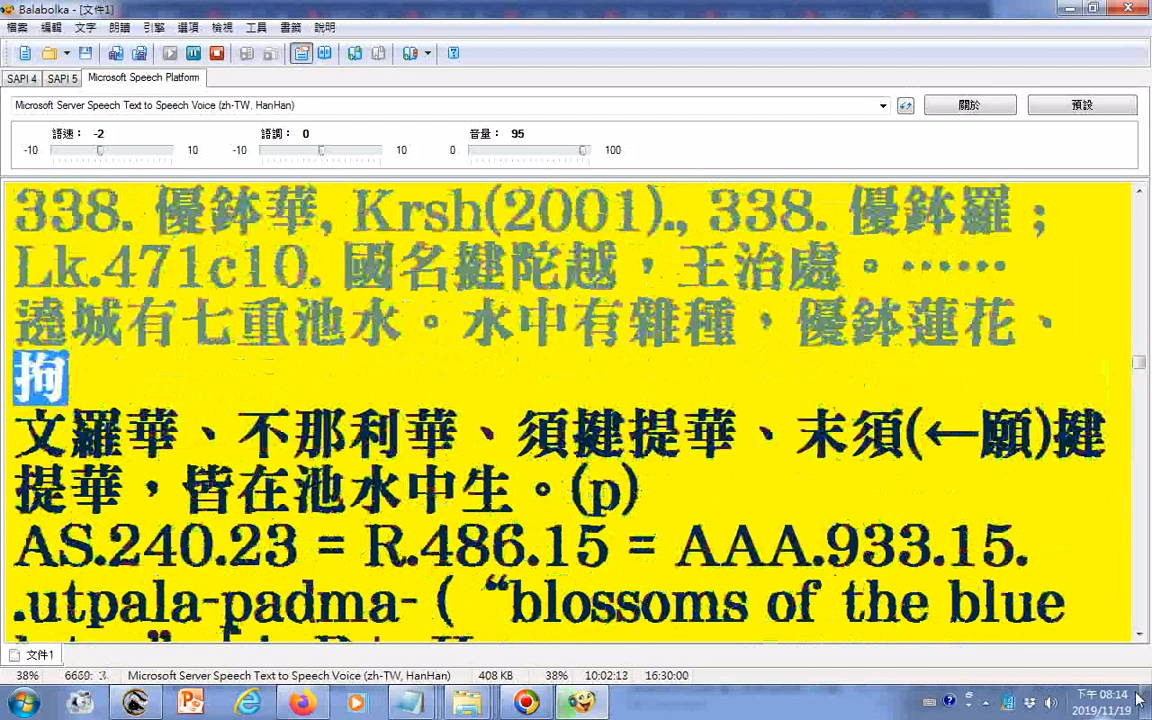 Balabolka - [文件1]
檔案 編輯 文字 朗讀 引擎 選項 檢視 工具 書籤 說明
SAPI 4 SAPI 5 Microsoft Speech Platform
Microsoft Server Speech Text to Speech Voice (zh-TW, HanHan) 關於 預設
語速: -2 語調: 0 音量: 95
-10 10 -10 10 0 100
338. 優鉢華, Krsh(2001)., 338. 優鉢羅；
Lk.471c10. 國名揵陀越，王治處。……
遶城有七重池水。水中有雜種，優鉢蓮花、
拘
文羅華、不那利華、須揵提華、末須(←願)揵
提華，皆在池水中生。(p)
AS.240.23 = R.486.15 = AAA.933.15.
.utpala-padma- ( “blossoms of the blue
文件1
38% Microsoft Server Speech Text to Speech Voice (zh-TW, HanHan) 408 KB 38% 10:02:13 16:30:00
下午 08:14
2019/11/19